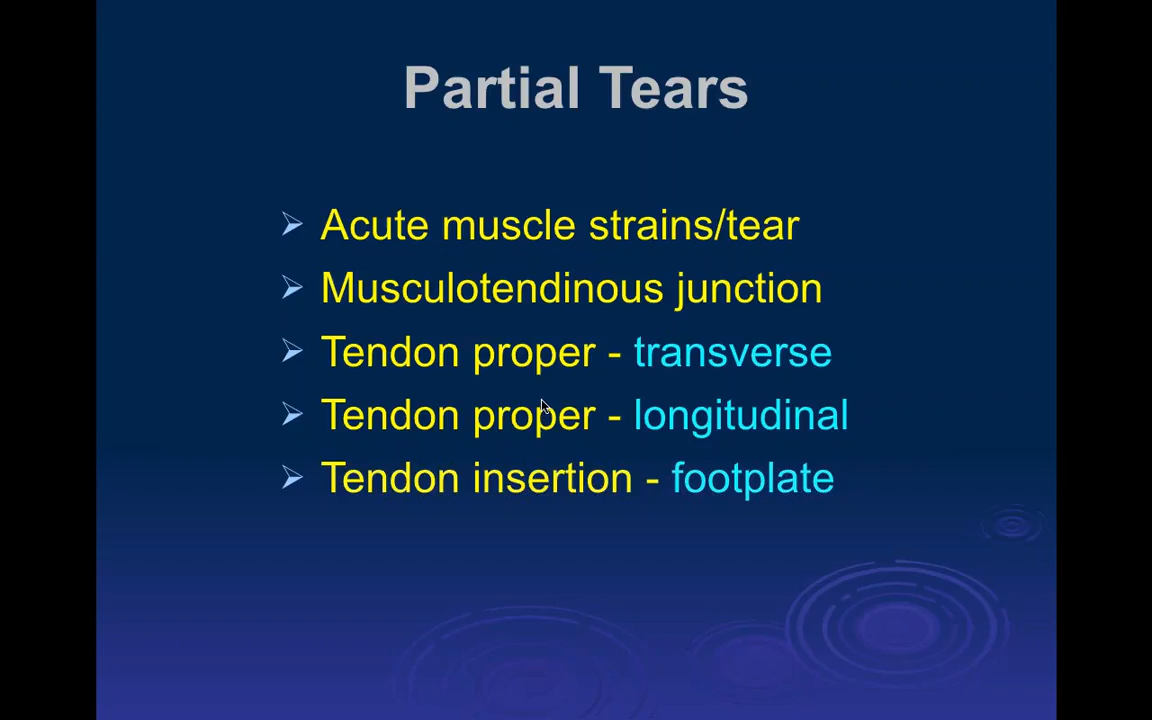 Partial Tears
Acute muscle strains/tear
Musculotendinous junction
Tendon proper - transverse
Tendon proper - longitudinal
Tendon insertion - footplate